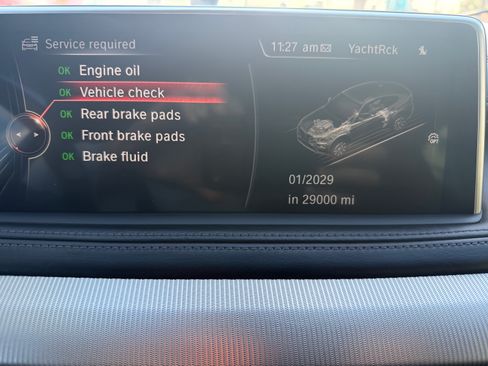 Service required
11:27 am YachtRck
OK Engine oil
OK Vehicle check
OK Rear brake pads
OK Front brake pads
OK Brake fluid
OFF
01/2029
in 29000 mi